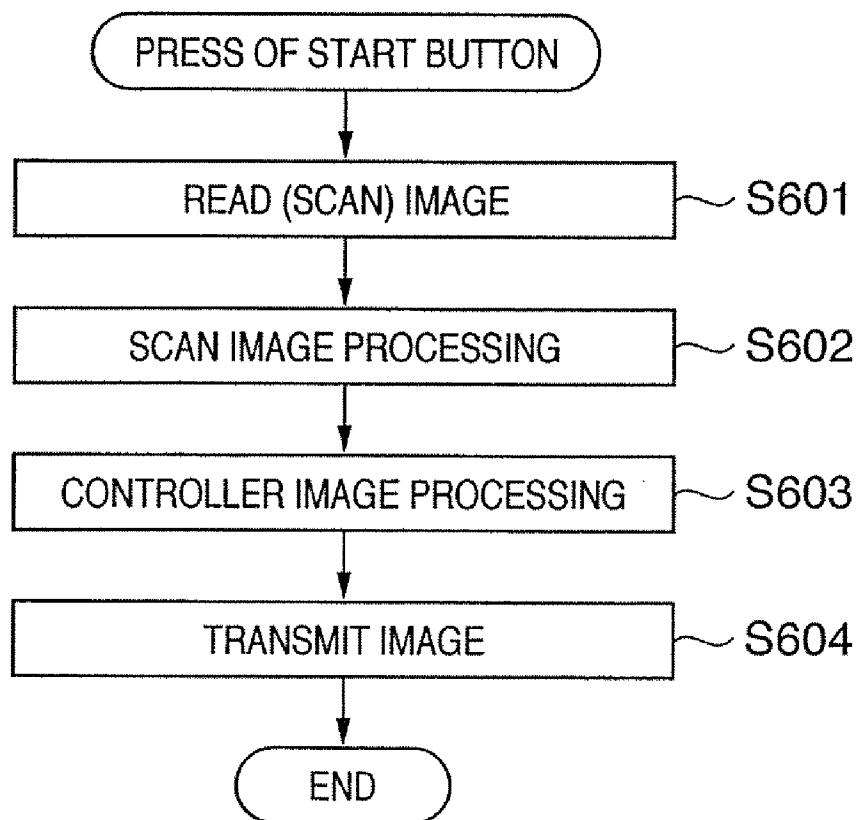 PRESS OF START BUTTON
READ (SCAN) IMAGE
S601
SCAN IMAGE PROCESSING
S602
CONTROLLER IMAGE PROCESSING
S603
TRANSMIT IMAGE
S604
END